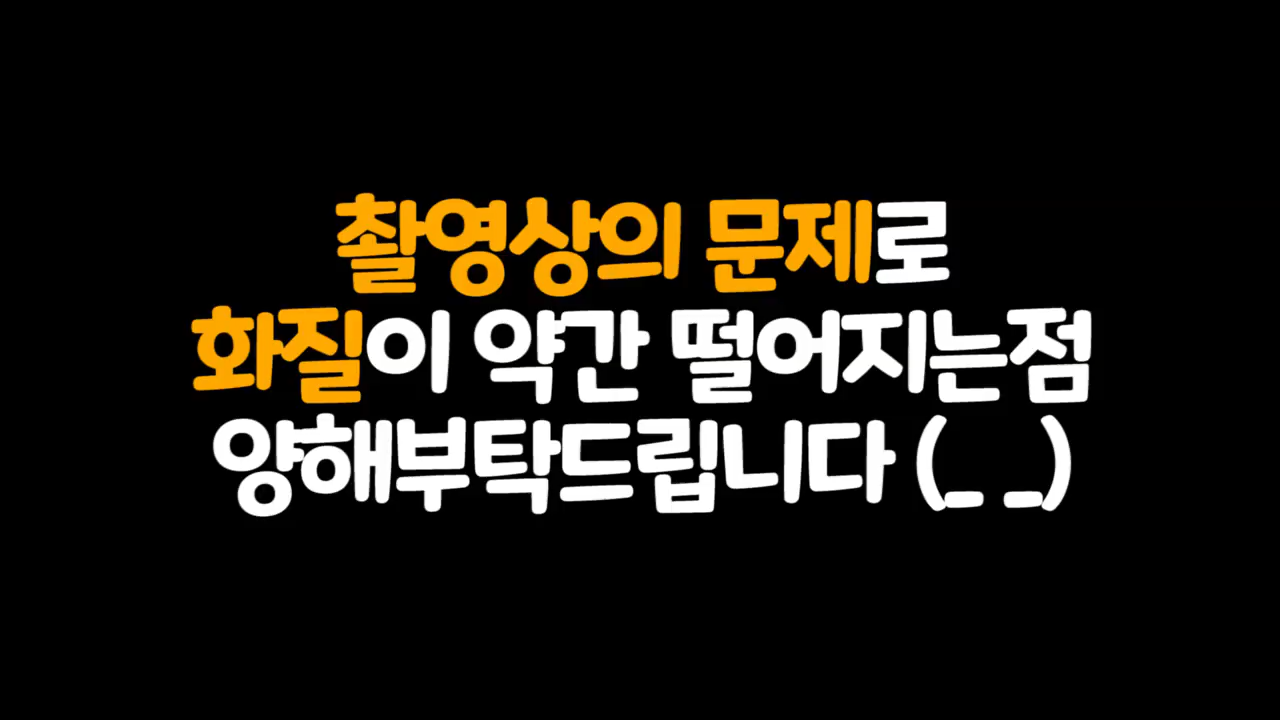 촬영상의 문제로
화질이 약간 떨어지는점
양해부탁드립니다 (_ _)